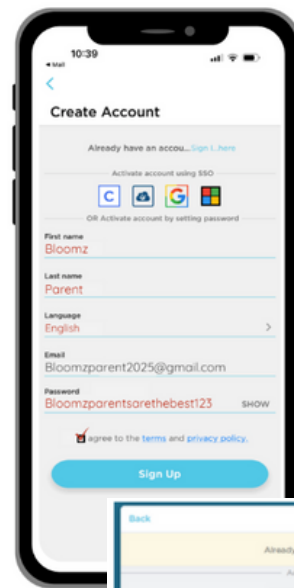 10:39
Mail
Create Account
Already have an accou...Sign I...here
Activate account using SSO
C G
OR Activate account by setting password
First name
Bloomz
Last name
Parent
Language
English
Email
Bloomzparent2025@gmail.com
Password
Bloomzparentsarethebest123 SHOW
agree to the terms and privacy policy.
Sign Up
Back
Already